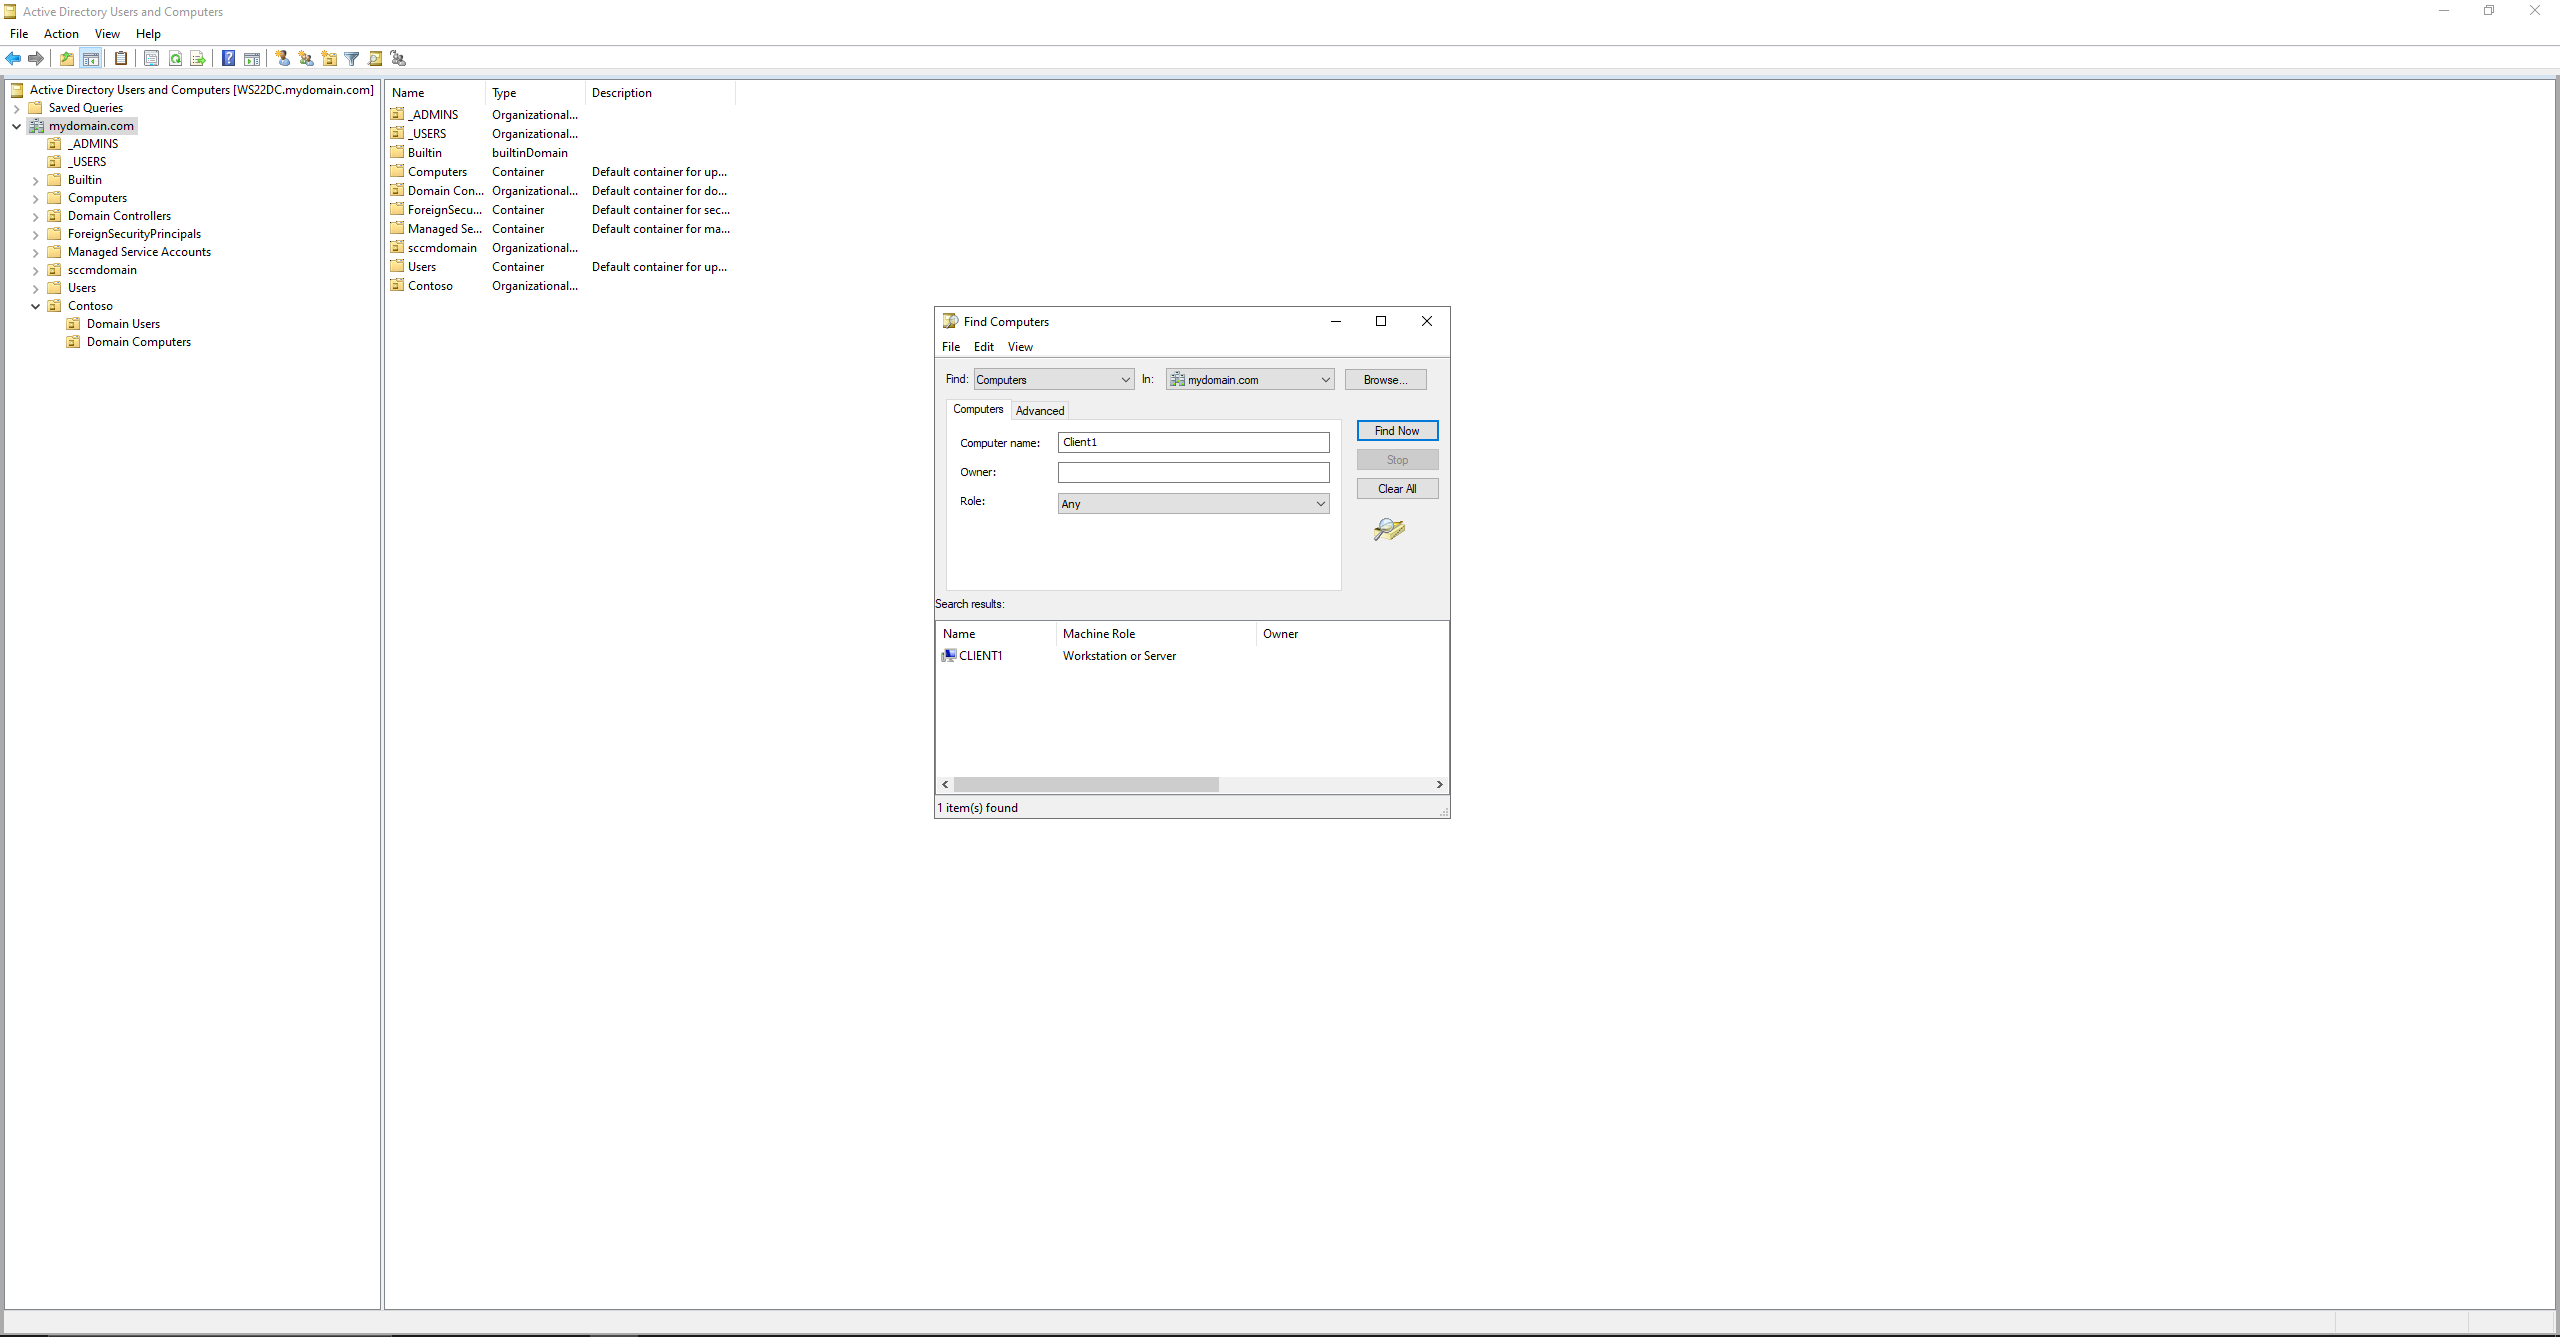 Active Directory Users and Computers
File Action View Help
Active Directory Users and Computers [WS22DC.mydomain.com]
Saved Queries
mydomain.com
_ADMINS
_USERS
Builtin
Computers
Domain Controllers
ForeignSecurityPrincipals
Managed Service Accounts
sccmdomain
Users
Contoso
Domain Users
Domain Computers
Name Type Description
_ADMINS Organizational...
_USERS Organizational...
Builtin builtinDomain
Computers Container Default container for up...
Domain Con... Organizational... Default container for do...
ForeignSecu... Container Default container for sec...
Managed Se... Container Default container for ma...
sccmdomain Organizational...
Users Container Default container for up...
Contoso Organizational...
Find Computers
File Edit View
Find: Computers In: mydomain.com Browse...
Computers Advanced
Computer name: Client1
Owner:
Role: Any
Find Now
Stop
Clear All
Search results:
Name Machine Role Owner
CLIENT1 Workstation or Server
1 item(s) found